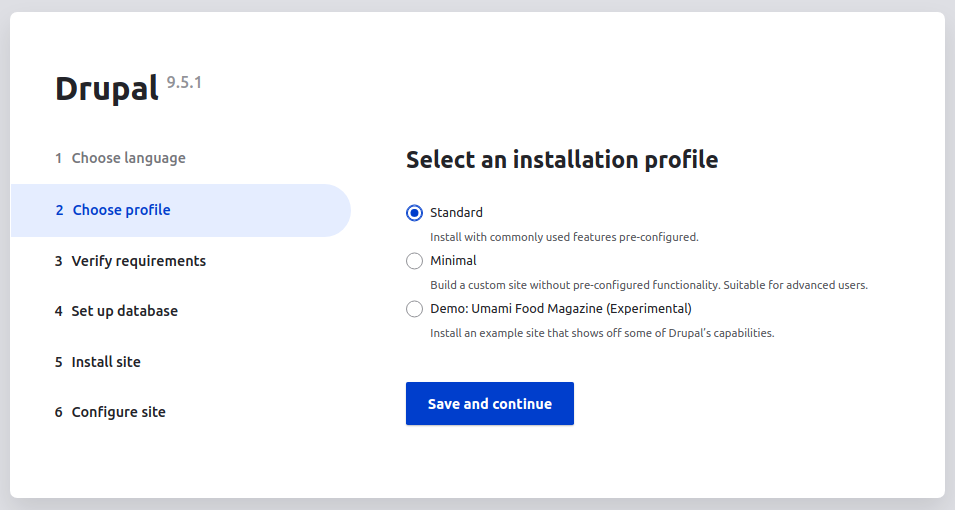 Drupal 9.5.1
1 Choose language
2 Choose profile
3 Verify requirements
4 Set up database
5 Install site
6 Configure site
Select an installation profile
Standard
Install with commonly used features pre-configured.
Minimal
Build a custom site without pre-configured functionality. Suitable for advanced users.
Demo: Umami Food Magazine (Experimental)
Install an example site that shows off some of Drupal's capabilities.
Save and continue